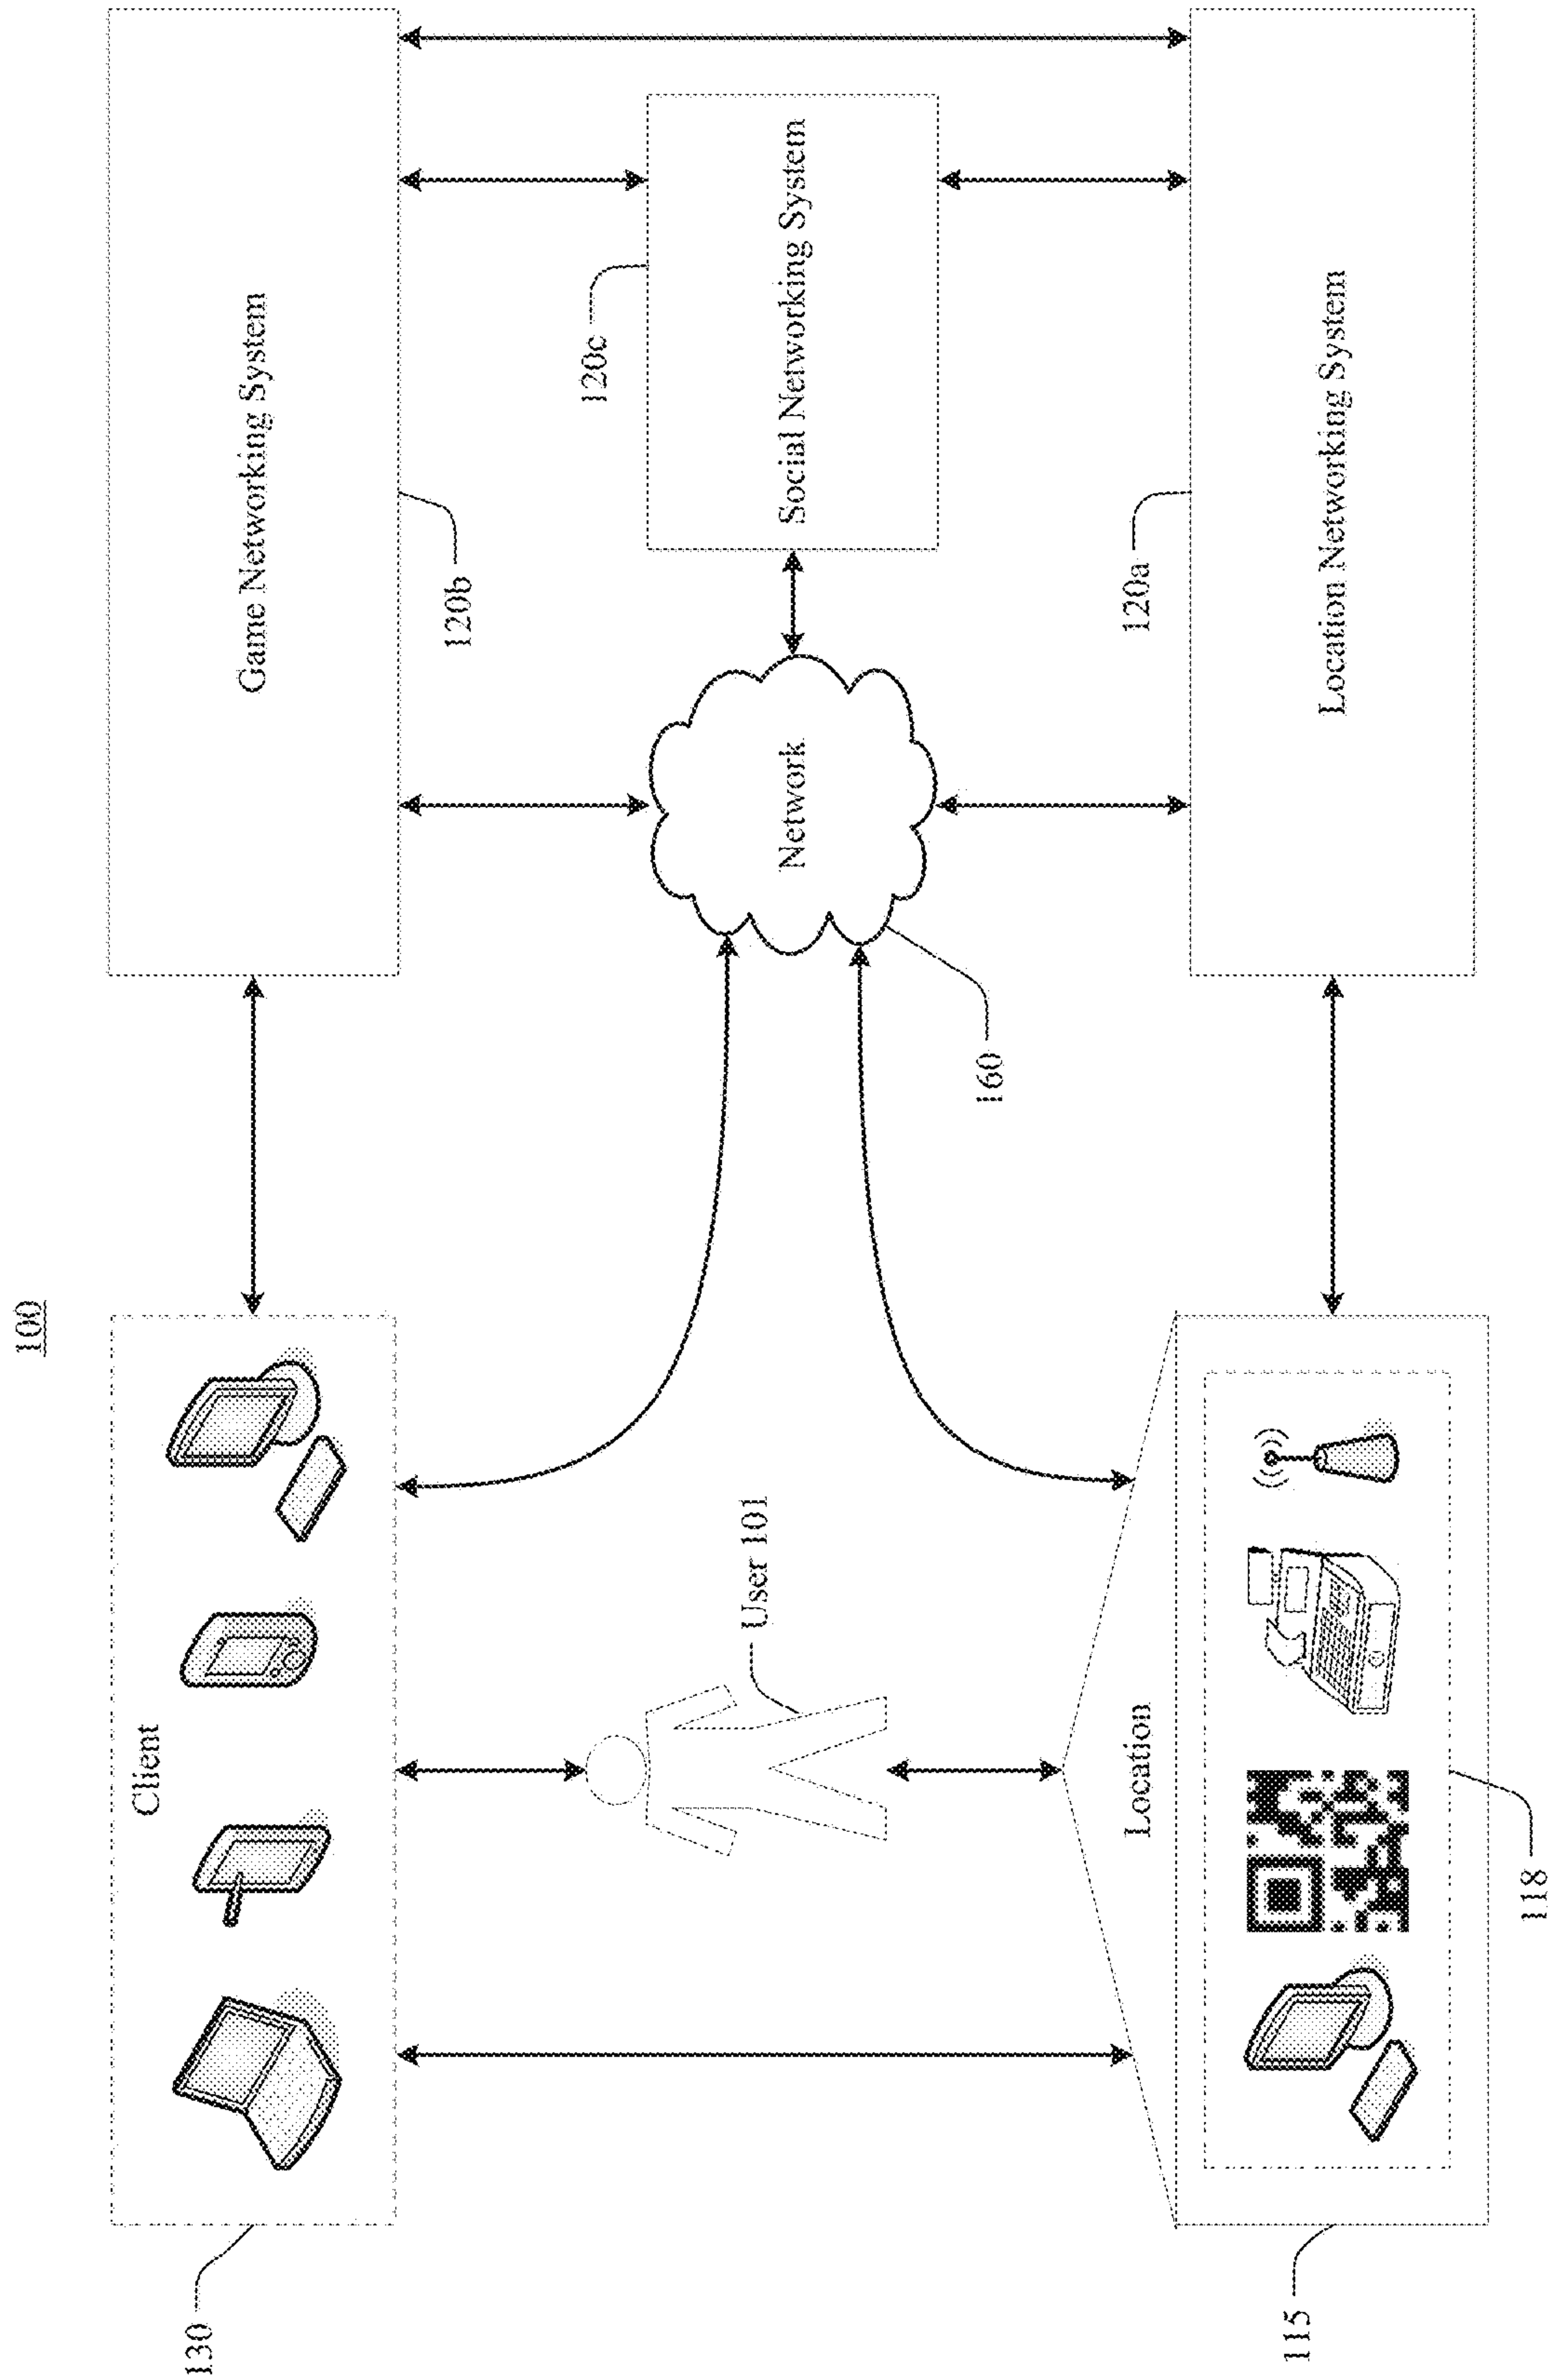 100
130
Client
Game Networking System
120b
User 101
Network
160
120c
Social Networking System
120a
Location
Location Networking System
115
118